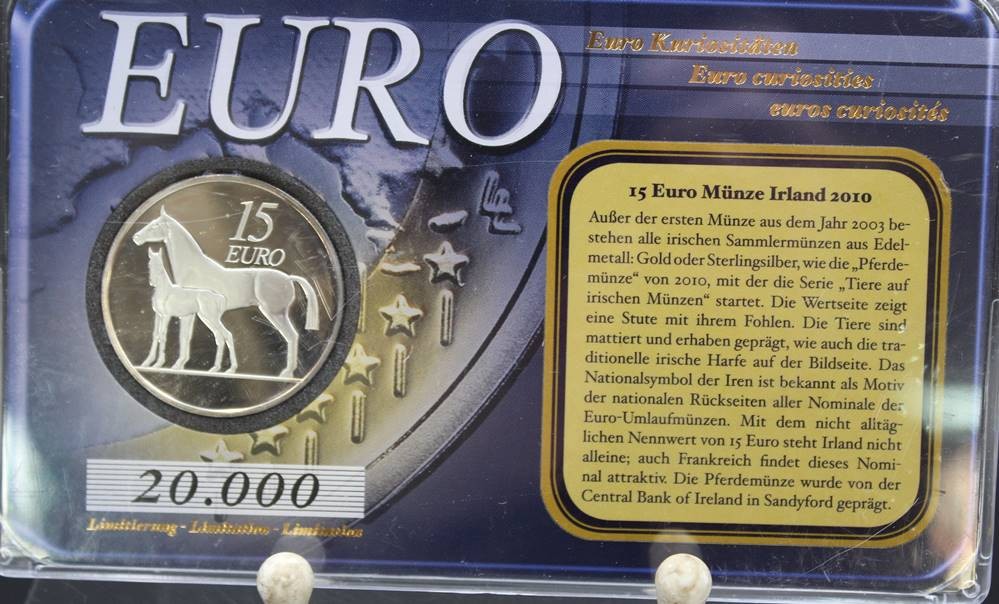 EURO
Euro Kuriositäten
Euro curiosities
euros curiosités
15
EURO
20.000
Limitierung - Limitation - Limitation
15 Euro Münze Irland 2010
Außer der ersten Münze aus dem Jahr 2003 be-
stehen alle irischen Sammlermünzen aus Edel-
metall: Gold oder Sterlingsilber, wie die „Pferde-
münze“ von 2010, mit der die Serie „Tiere auf
irischen Münzen“ startet. Die Wertseite zeigt
eine Stute mit ihrem Fohlen. Die Tiere sind
mattiert und erhaben geprägt, wie auch die tra-
ditionelle irische Harfe auf der Bildseite. Das
Nationalsymbol der Iren ist bekannt als Motiv
der nationalen Rückseiten aller Nominale der
Euro-Umlaufmünzen. Mit dem nicht alltäg-
lichen Nennwert von 15 Euro steht Irland nicht
alleine; auch Frankreich findet dieses Nomi-
nal attraktiv. Die Pferdemünze wurde von der
Central Bank of Ireland in Sandyford geprägt.